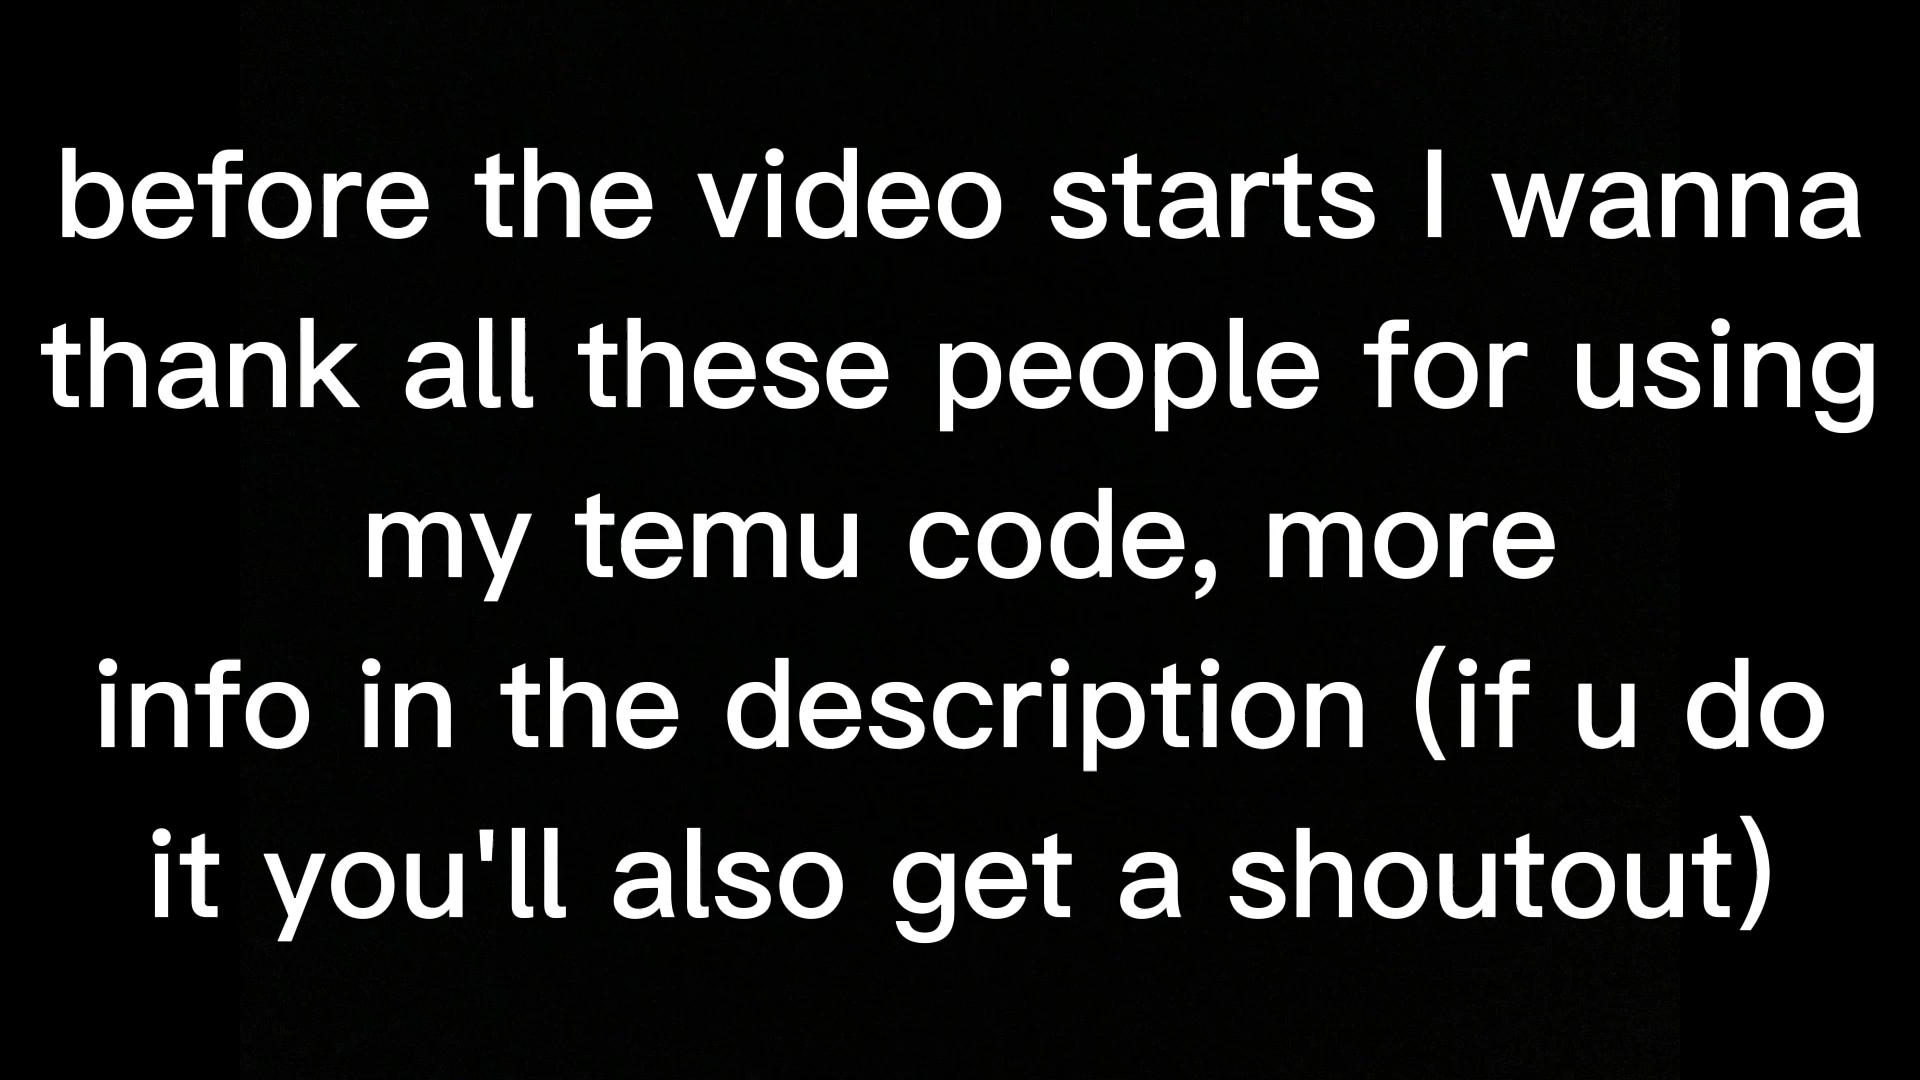 before the video starts I wanna
thank all these people for using
my temu code, more
info in the description (if u do
it you'll also get a shoutout)